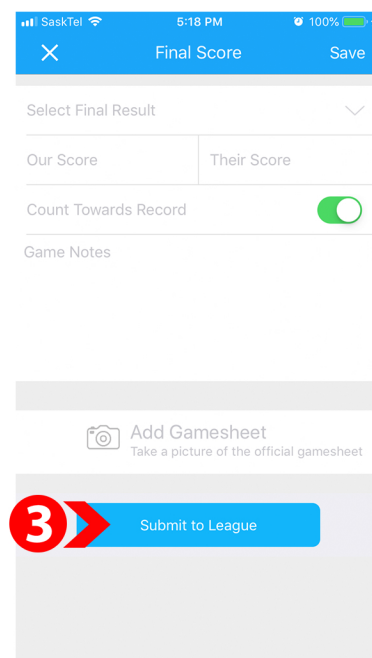 SaskTel 5:18 PM 100%
Final Score Save
Select Final Result
Our Score Their Score
Count Towards Record
Game Notes
Add Gamesheet
Take a picture of the official gamesheet
3 Submit to League